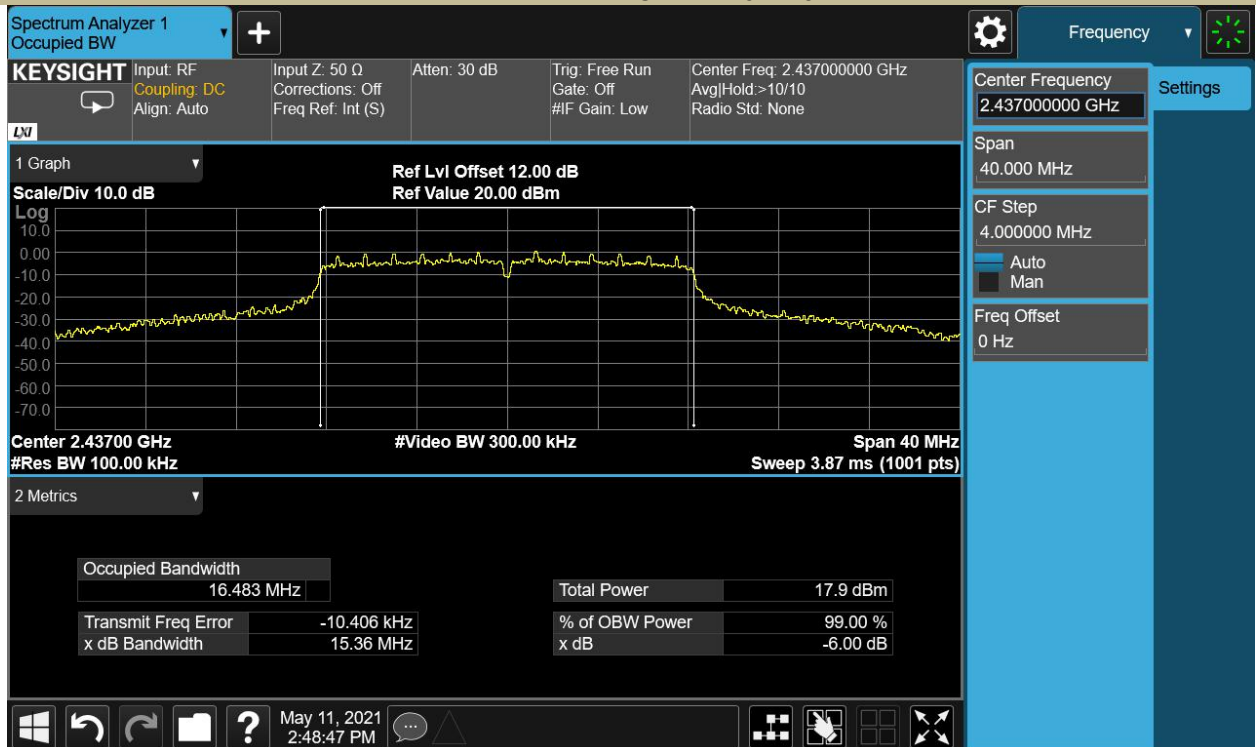 Spectrum Analyzer 1
Occupied BW
+
Frequency
KEYSIGHT
LXI
Input: RF
Coupling: DC
Align: Auto
Input Z: 50 Ω
Corrections: Off
Freq Ref: Int (S)
Atten: 30 dB
Trig: Free Run
Gate: Off
#IF Gain: Low
Center Freq: 2.437000000 GHz
Avg|Hold:>10/10
Radio Std: None
Center Frequency
2.437000000 GHz
Settings
Span
40.000 MHz
CF Step
4.000000 MHz
Auto
Man
Freq Offset
0 Hz
1 Graph
Scale/Div 10.0 dB
Ref Lvl Offset 12.00 dB
Ref Value 20.00 dBm
Log
10.0
0.00
-10.0
-20.0
-30.0
-40.0
-50.0
-60.0
-70.0
Center 2.43700 GHz
#Video BW 300.00 kHz
Span 40 MHz
#Res BW 100.00 kHz
Sweep 3.87 ms (1001 pts)
2 Metrics
Occupied Bandwidth
16.483 MHz
Total Power 17.9 dBm
Transmit Freq Error -10.406 kHz
% of OBW Power 99.00 %
x dB Bandwidth 15.36 MHz
x dB -6.00 dB
?
May 11, 2021
2:48:47 PM